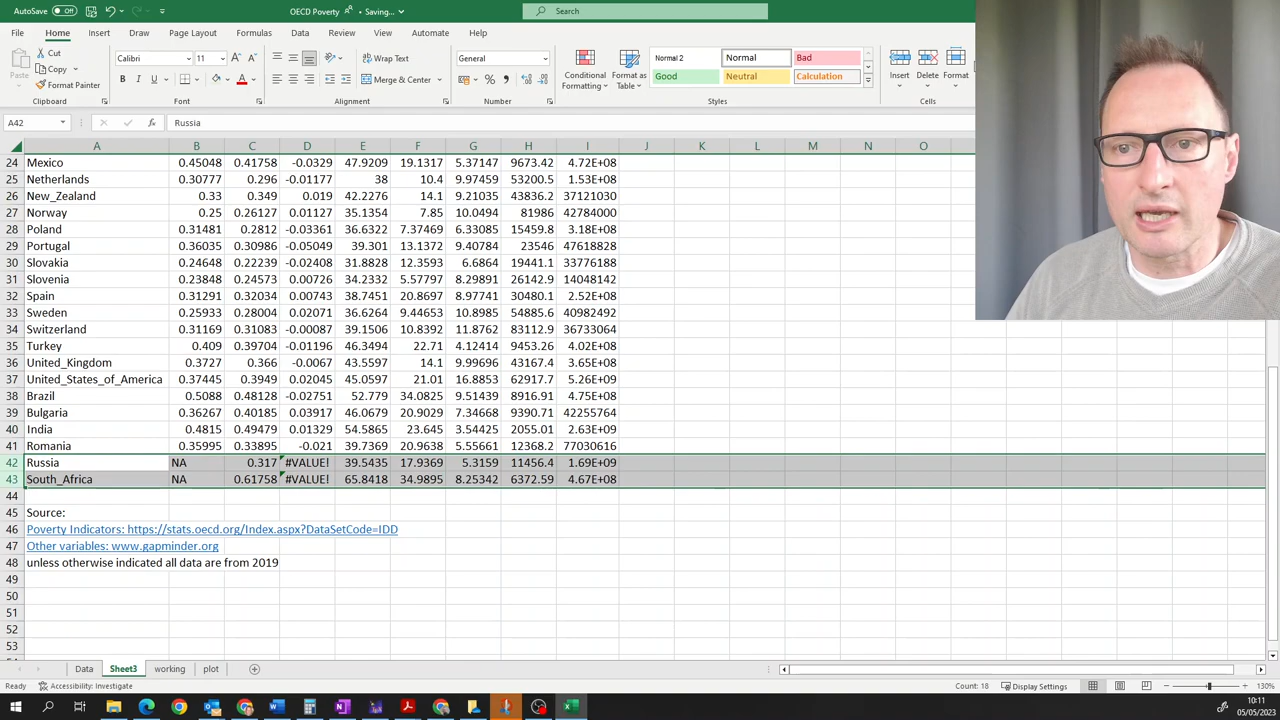 AutoSave Off OECD Poverty • Saving... Search
File Home Insert Draw Page Layout Formulas Data Review View Automate Help
Cut
Copy
Format Painter
Paste
Clipboard
Calibri 11
B I U
Font
Wrap Text
Merge & Center
Alignment
General
Number
Conditional Formatting
Format as Table
Normal 2 Normal Bad
Good Neutral Calculation
Styles
Insert Delete Format
Cells
A42 fx Russia
A B C D E F G H I J K L M N O
24 Mexico 0.45048 0.41758 -0.0329 47.9209 19.1317 5.37147 9673.42 4.72E+08
25 Netherlands 0.30777 0.296 -0.01177 38 10.4 9.97459 53200.5 1.53E+08
26 New_Zealand 0.33 0.349 0.019 42.2276 14.1 9.21035 43836.2 37121030
27 Norway 0.25 0.26127 0.01127 35.1354 7.85 10.0494 81986 42784000
28 Poland 0.31481 0.2812 -0.03361 36.6322 7.37469 6.33085 15459.8 3.18E+08
29 Portugal 0.36035 0.30986 -0.05049 39.301 13.1372 9.40784 23546 47618828
30 Slovakia 0.24648 0.22239 -0.02408 31.8828 12.3593 6.6864 19441.1 33776188
31 Slovenia 0.23848 0.24573 0.00726 34.2332 5.57797 8.29891 26142.9 14048142
32 Spain 0.31291 0.32034 0.00743 38.7451 20.8697 8.97741 30480.1 2.52E+08
33 Sweden 0.25933 0.28004 0.02071 36.6264 9.44653 10.8985 54885.6 40982492
34 Switzerland 0.31169 0.31083 -0.00087 39.1506 10.8392 11.8762 83112.9 36733064
35 Turkey 0.409 0.39704 -0.01196 46.3494 22.71 4.12414 9453.26 4.02E+08
36 United_Kingdom 0.3727 0.366 -0.0067 43.5597 14.1 9.99696 43167.4 3.65E+08
37 United_States_of_America 0.37445 0.3949 0.02045 45.0597 21.01 16.8853 62917.7 5.26E+09
38 Brazil 0.5088 0.48128 -0.02751 52.779 34.0825 9.51439 8916.91 4.75E+08
39 Bulgaria 0.36267 0.40185 0.03917 46.0679 20.9029 7.34668 9390.71 42255764
40 India 0.4815 0.49479 0.01329 54.5865 23.645 3.54425 2055.01 2.63E+09
41 Romania 0.35995 0.33895 -0.021 39.7369 20.9638 5.55661 12368.2 77030616
42 Russia NA 0.317 #VALUE! 39.5435 17.9369 5.3159 11456.4 1.69E+09
43 South_Africa NA 0.61758 #VALUE! 65.8418 34.9895 8.25342 6372.59 4.67E+08
44
45 Source:
46 Poverty Indicators: https://stats.oecd.org/Index.aspx?DataSetCode=IDD
47 Other variables: www.gapminder.org
48 unless otherwise indicated all data are from 2019
49
50
51
52
53
Data Sheet3 working plot
Ready Accessibility: Investigate Count: 18 Display Settings 130%
10:11
05/05/2023